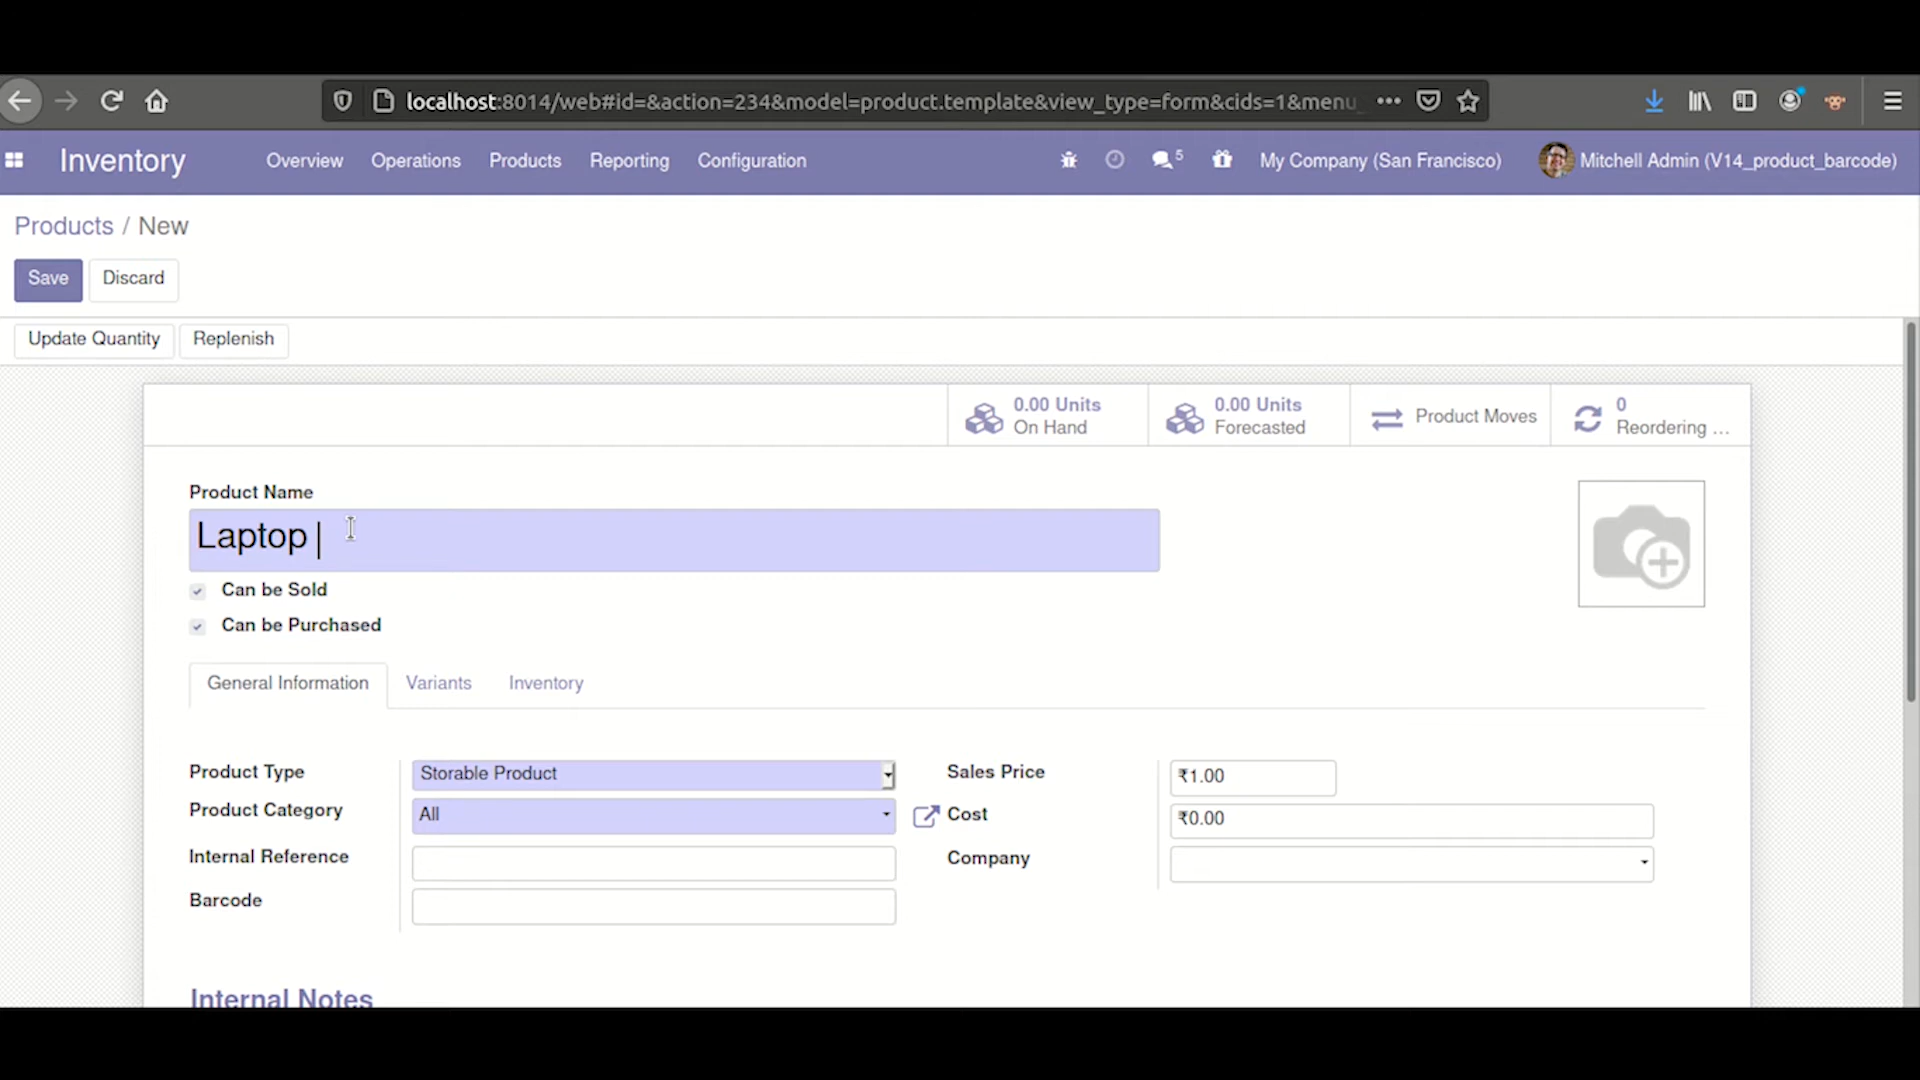 localhost:8014/web#id=&action=234&model=product.template&view_type=form&cids=1&menu
Inventory Overview Operations Products Reporting Configuration 5 My Company (San Francisco) Mitchell Admin (V14_product_barcode)
Products / New
Save Discard
Update Quantity Replenish
0.00 Units
On Hand
0.00 Units
Forecasted
Product Moves
0
Reordering ...
Product Name
Laptop
Can be Sold
Can be Purchased
General Information Variants Inventory
Product Type Storable Product
Product Category All
Internal Reference
Barcode
Sales Price ₹1.00
Cost ₹0.00
Company
Internal Notes